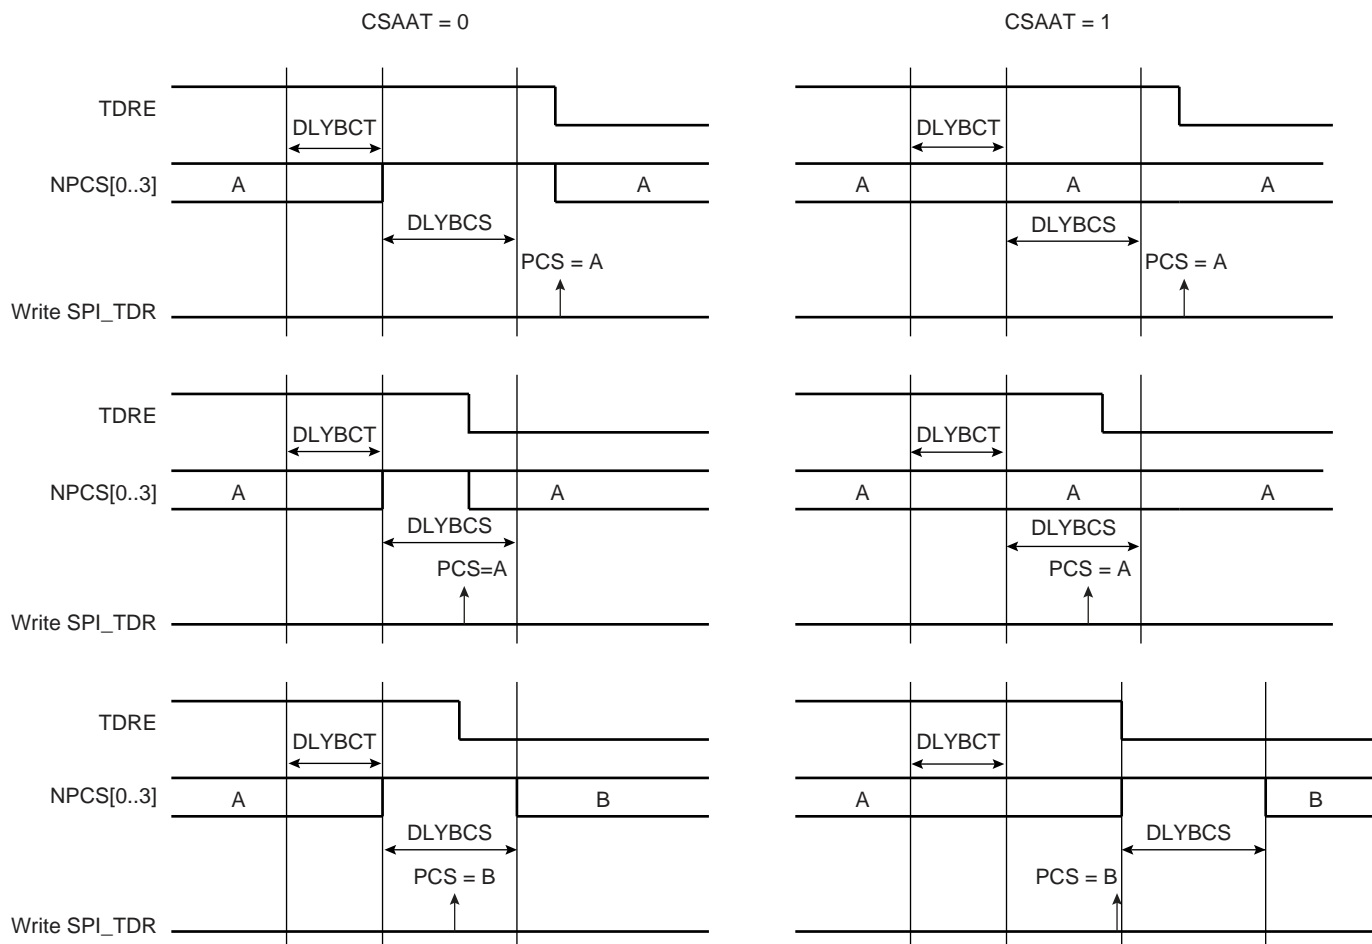 CSAAT = 0
CSAAT = 1
TDRE
DLYBCT
DLYBCT
NPCS[0..3]
A
A
A
A
A
DLYBCS
DLYBCS
PCS = A
PCS = A
Write SPI_TDR
TDRE
DLYBCT
DLYBCT
NPCS[0..3]
A
A
A
A
A
DLYBCS
DLYBCS
PCS=A
PCS = A
Write SPI_TDR
TDRE
DLYBCT
DLYBCT
NPCS[0..3]
A
B
A
B
DLYBCS
DLYBCS
PCS = B
PCS = B
Write SPI_TDR